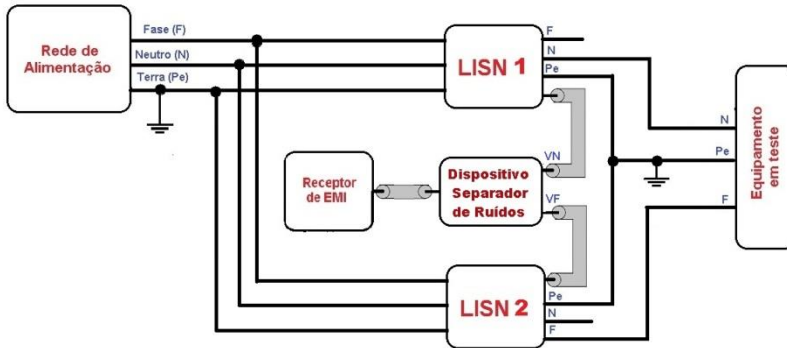 Rede de
Alimentação
Fase (F)
Neutro (N)
Terra (Pe)
LISN 1
F
N
Pe
Receptor
de EMI
Dispositivo
Separador
de Ruídos
VN
VF
LISN 2
Pe
N
F
N
Pe
F
Equipamento
em teste